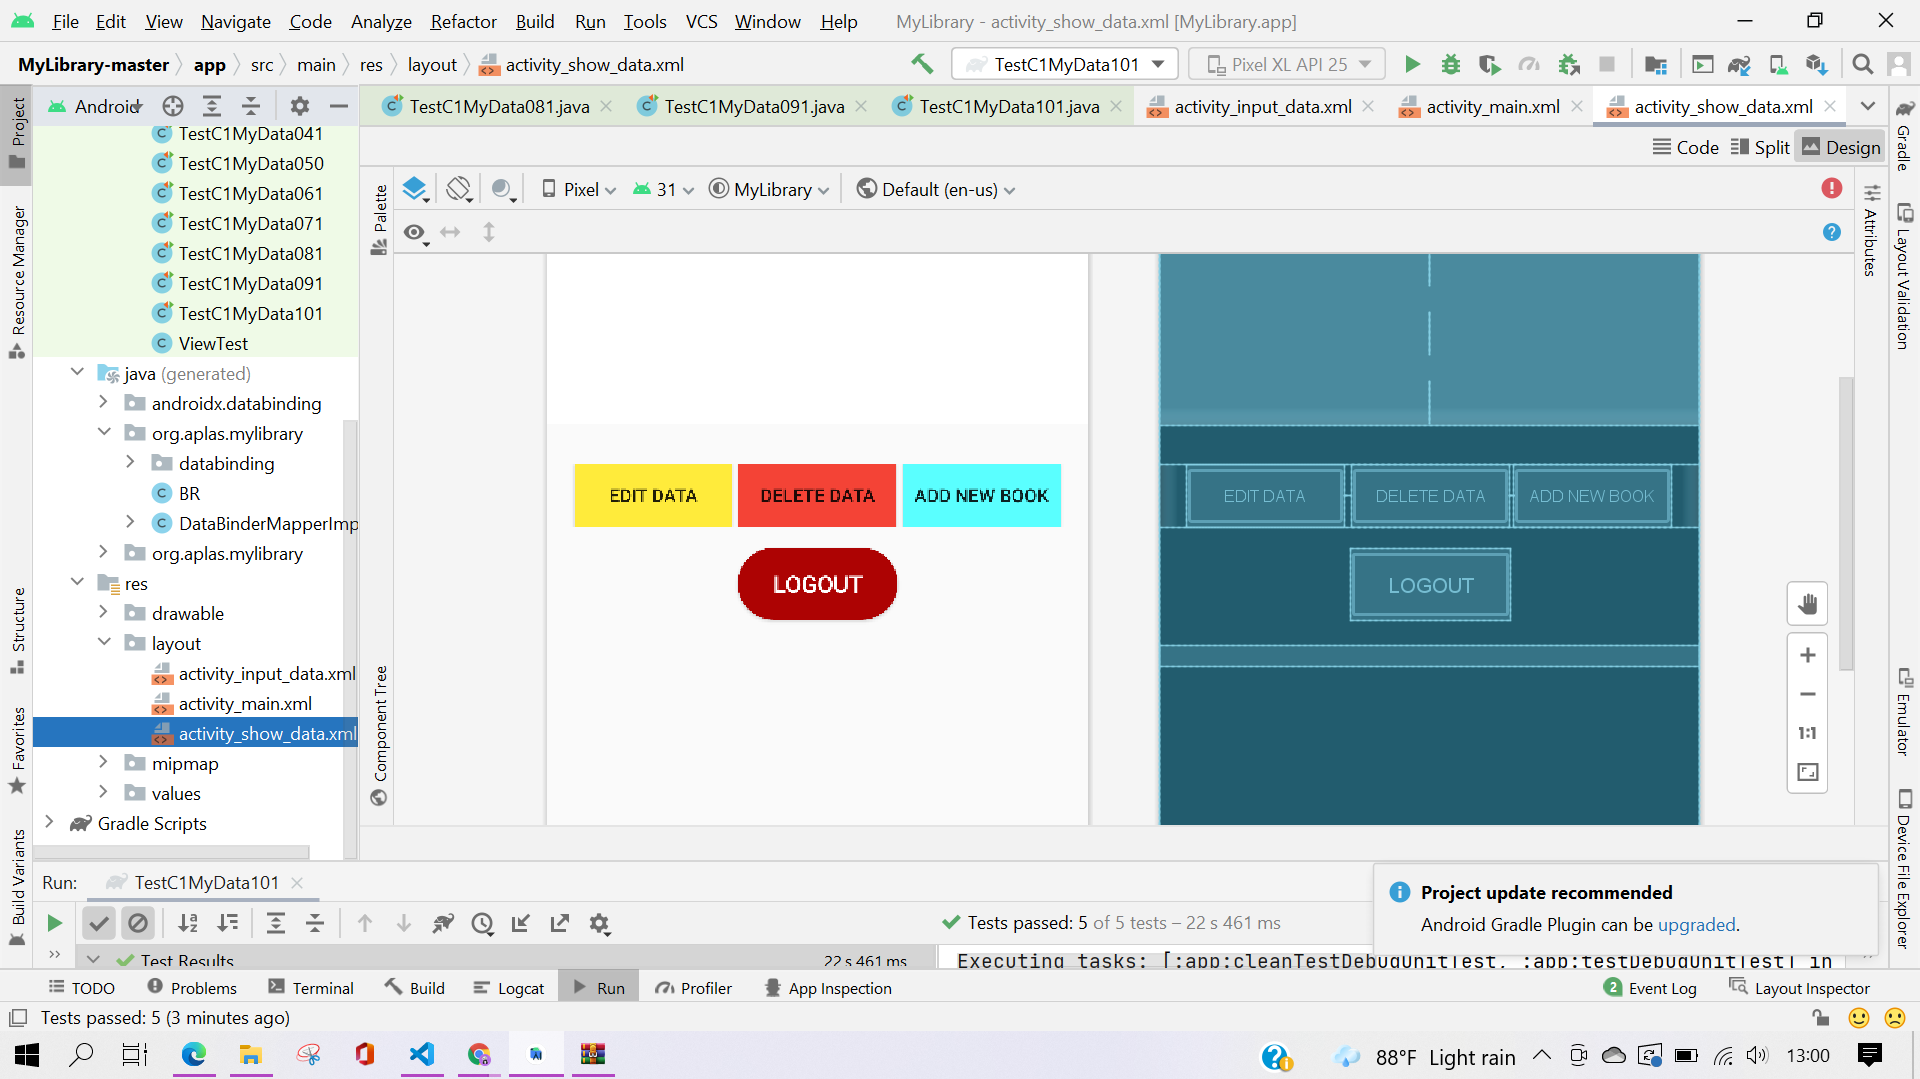 File Edit View Navigate Code Analyze Refactor Build Run Tools VCS Window Help MyLibrary - activity_show_data.xml [MyLibrary.app]
MyLibrary-master app src main res layout activity_show_data.xml TestC1MyData101 Pixel XL API 25
Android TestC1MyData081.java TestC1MyData091.java TestC1MyData101.java activity_input_data.xml activity_main.xml activity_show_data.xml
Code Split Design
Pixel 31 MyLibrary Default (en-us)
Project
Resource Manager
Structure
Favorites
Build Variants
TestC1MyData041
TestC1MyData050
TestC1MyData061
TestC1MyData071
TestC1MyData081
TestC1MyData091
TestC1MyData101
ViewTest
java (generated)
androidx.databinding
org.aplas.mylibrary
databinding
BR
DataBinderMapperImp
org.aplas.mylibrary
res
drawable
layout
activity_input_data.xml
activity_main.xml
activity_show_data.xml
mipmap
values
Gradle Scripts
Palette
Component Tree
EDIT DATA DELETE DATA ADD NEW BOOK
LOGOUT
EDIT DATA DELETE DATA ADD NEW BOOK
LOGOUT
1:1
Attributes
Gradle
Layout Validation
Emulator
Device File Explorer
Run: TestC1MyData101
Tests passed: 5 of 5 tests – 22 s 461 ms
Test Results 22 s 461 ms
Executing tasks: [:app:cleanTestDebugUnitTest, :app:testDebugUnitTest] in
Project update recommended
Android Gradle Plugin can be upgraded.
TODO Problems Terminal Build Logcat Run Profiler App Inspection 2 Event Log Layout Inspector
Tests passed: 5 (3 minutes ago)
88°F Light rain 13:00